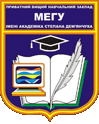 ПРИВАТНИЙ ВИЩИЙ НАВЧАЛЬНИЙ ЗАКЛАД
МЕГУ
ІМЕНІ АКАДЕМІКА СТЕПАНА ДЕМ'ЯНЧУКА